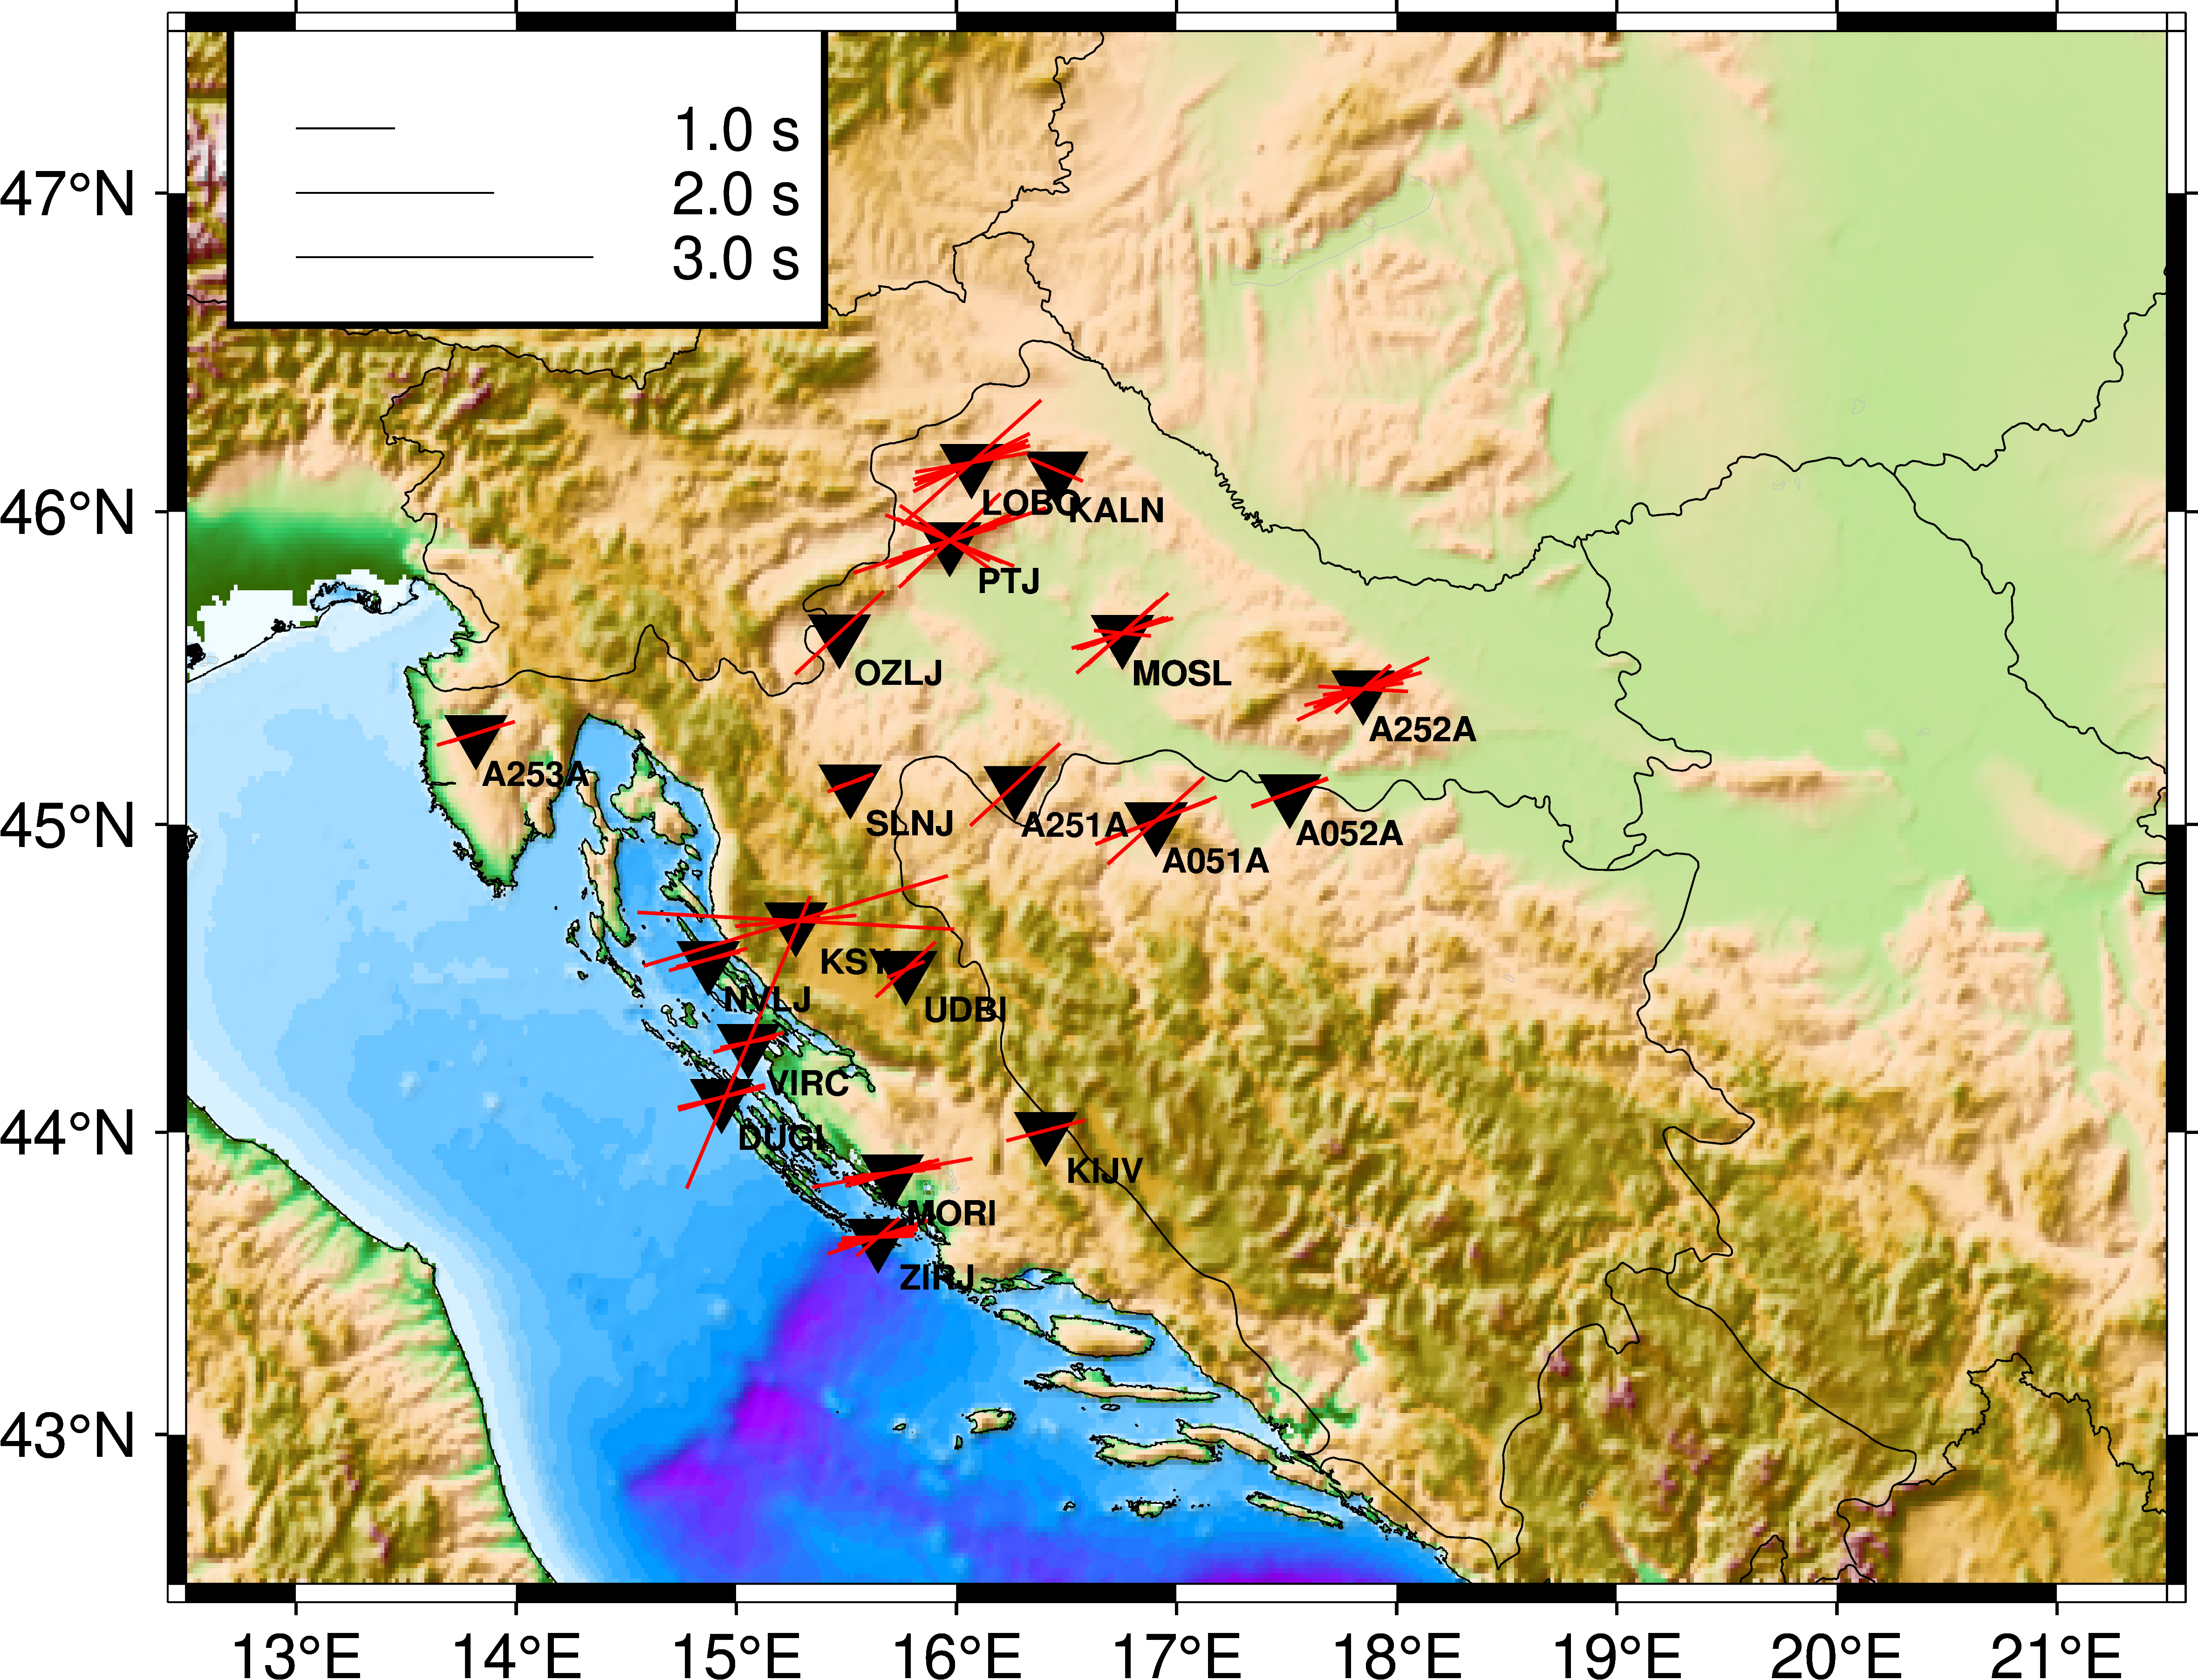 1.0 s
2.0 s
3.0 s
47°N
46°N
45°N
44°N
43°N
LOBO
KALN
PTJ
OZLJ
MOSL
A252A
A253A
SLNJ
A251A
A052A
A051A
KSY
NVLJ
UDBI
VIRC
DUGI
KIJV
MORI
ZIRJ
13°E 14°E 15°E 16°E 17°E 18°E 19°E 20°E 21°E